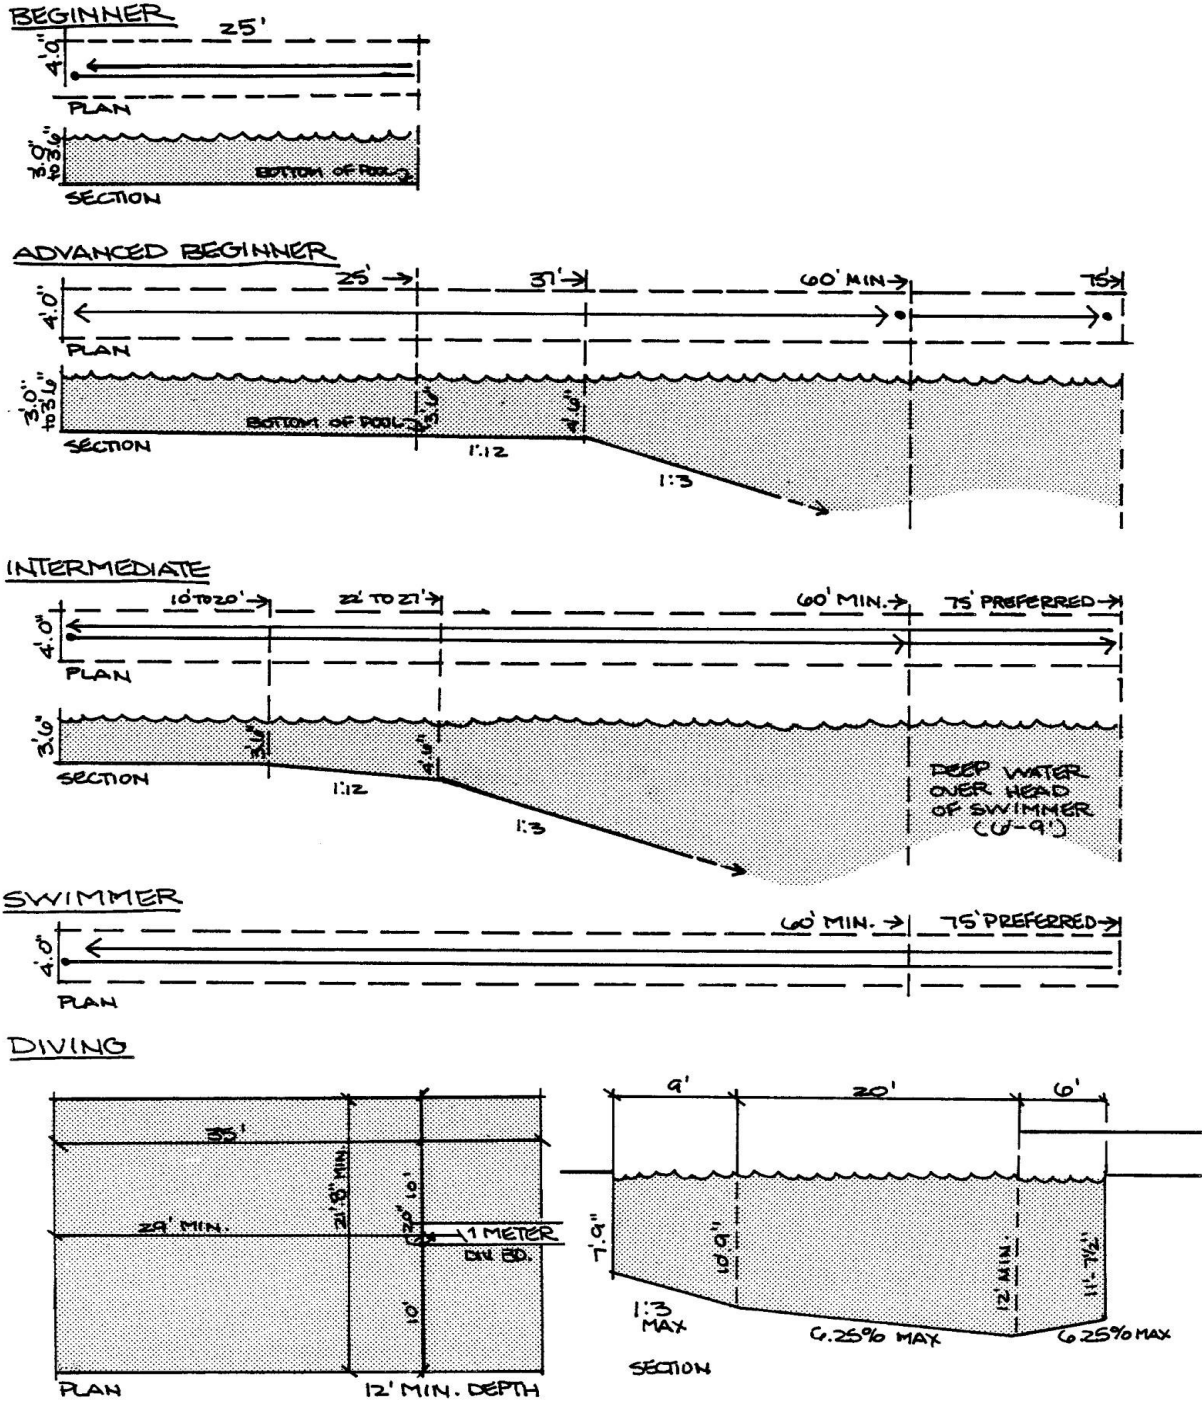 BEGINNER
25'
4'.0"
PLAN
3'.0"
to 3'.6"
BOTTOM OF POOL
SECTION
ADVANCED BEGINNER
25'
37'
60' MIN
75'
4'.0"
PLAN
3'.0"
to 3'.6"
BOTTOM OF POOL
3'.6"
4'.6"
SECTION
1:12
1:3
INTERMEDIATE
10' TO 20'
22' TO 27'
60' MIN.
75' PREFERRED
4'.0"
PLAN
3'.6"
3'.6"
4'.6"
SECTION
1:12
1:3
DEEP WATER
OVER HEAD
OF SWIMMER
(6'-9')
SWIMMER
60' MIN.
75' PREFERRED
4'.0"
PLAN
DIVING
29' MIN.
21'.8" MIN.
10'
20"
10'
1 METER
DIV. BD.
PLAN
12' MIN. DEPTH
9'
20'
6'
7'.9"
10'.9"
12' MIN.
11'-7½"
1:3
MAX
6.25% MAX
6.25% MAX
SECTION